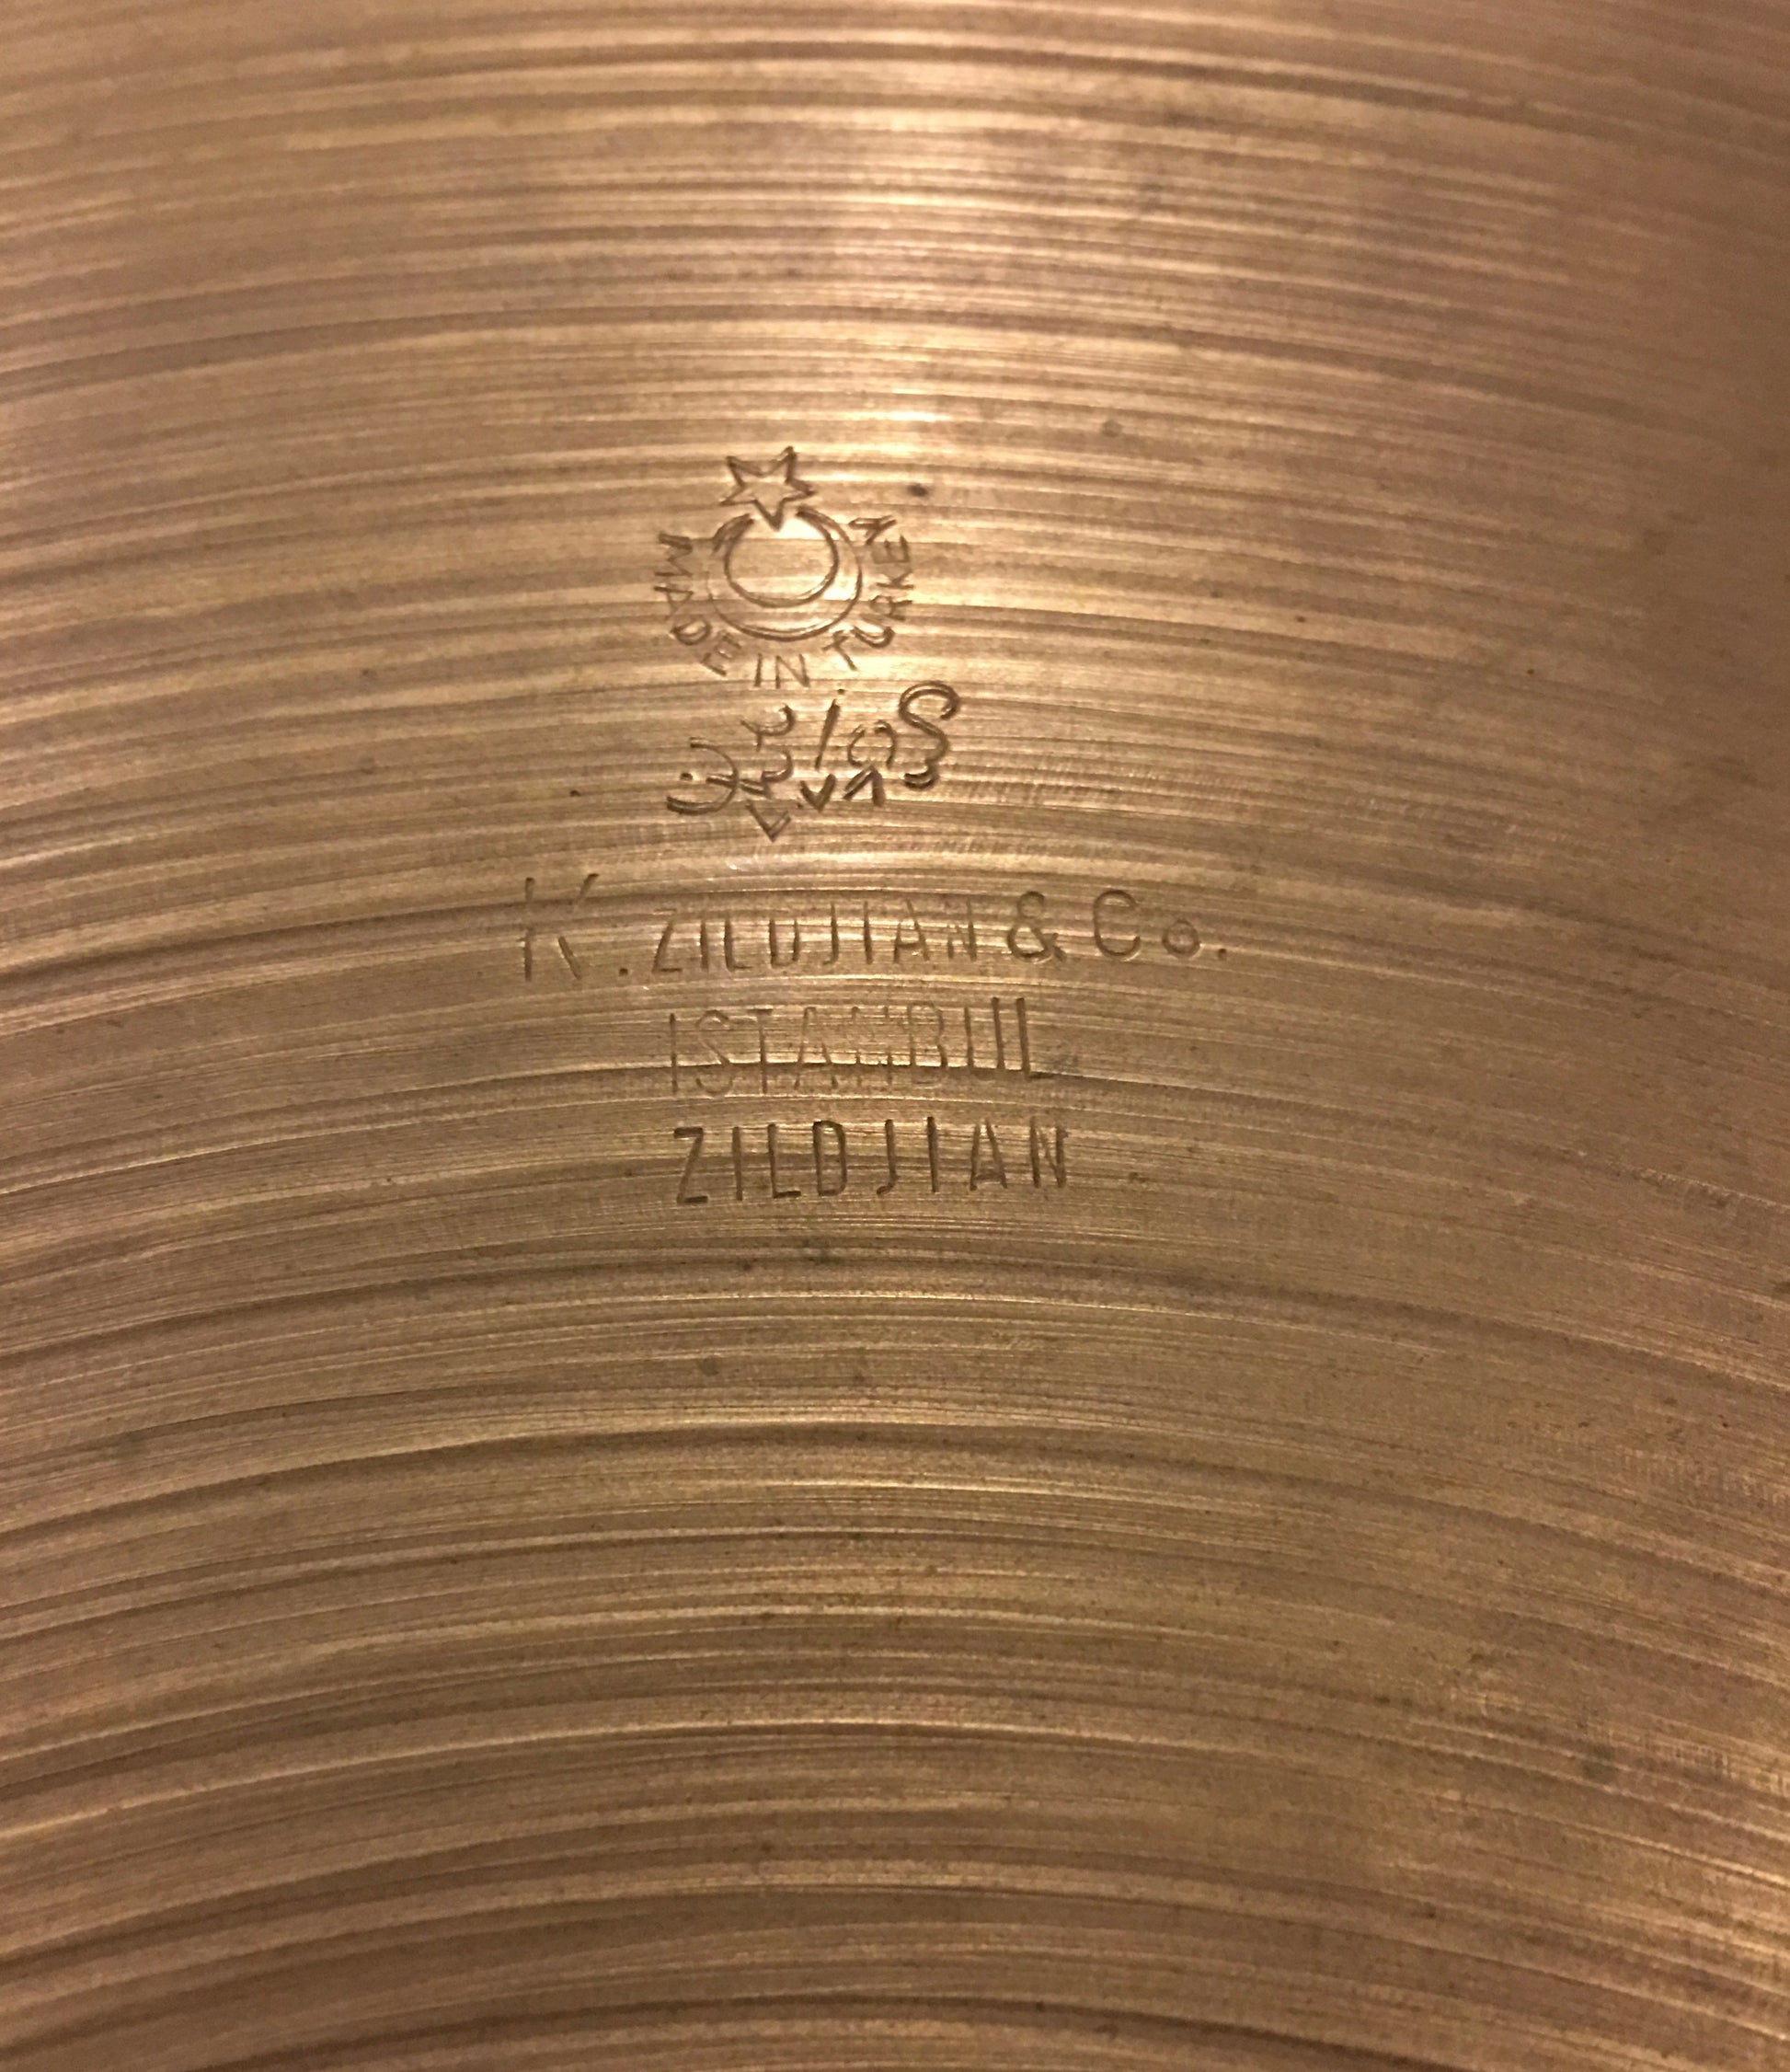 MADE IN TURKEY
K. ZILDJIAN & Co.
ISTANBUL
ZILDJIAN